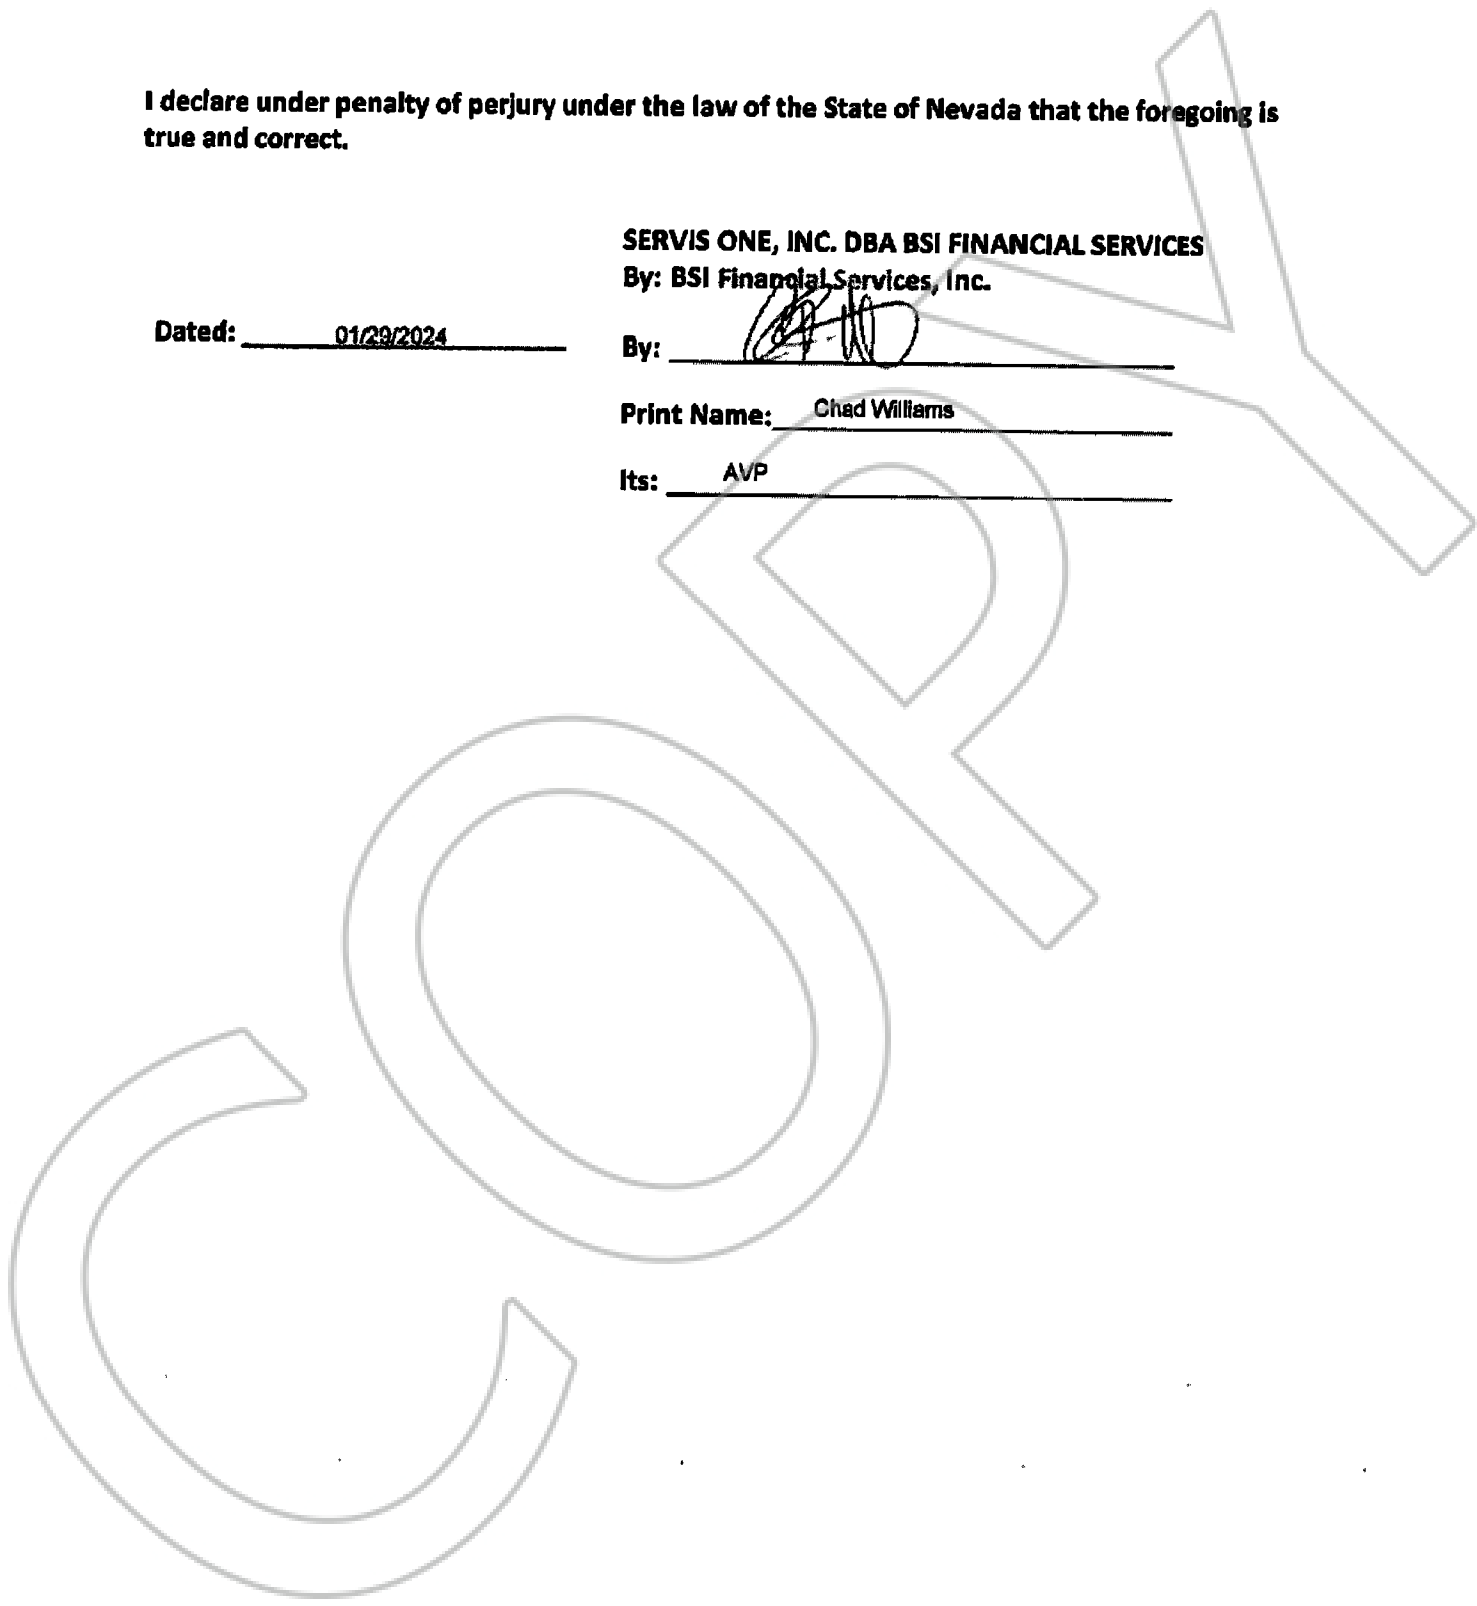 I declare under penalty of perjury under the law of the State of Nevada that the foregoing is
true and correct.
SERVIS ONE, INC. DBA BSI FINANCIAL SERVICES
By: BSI Financial Services, Inc.
Dated: 01/29/2024
By:
Print Name: Chad Williams
Its: AVP
COPY